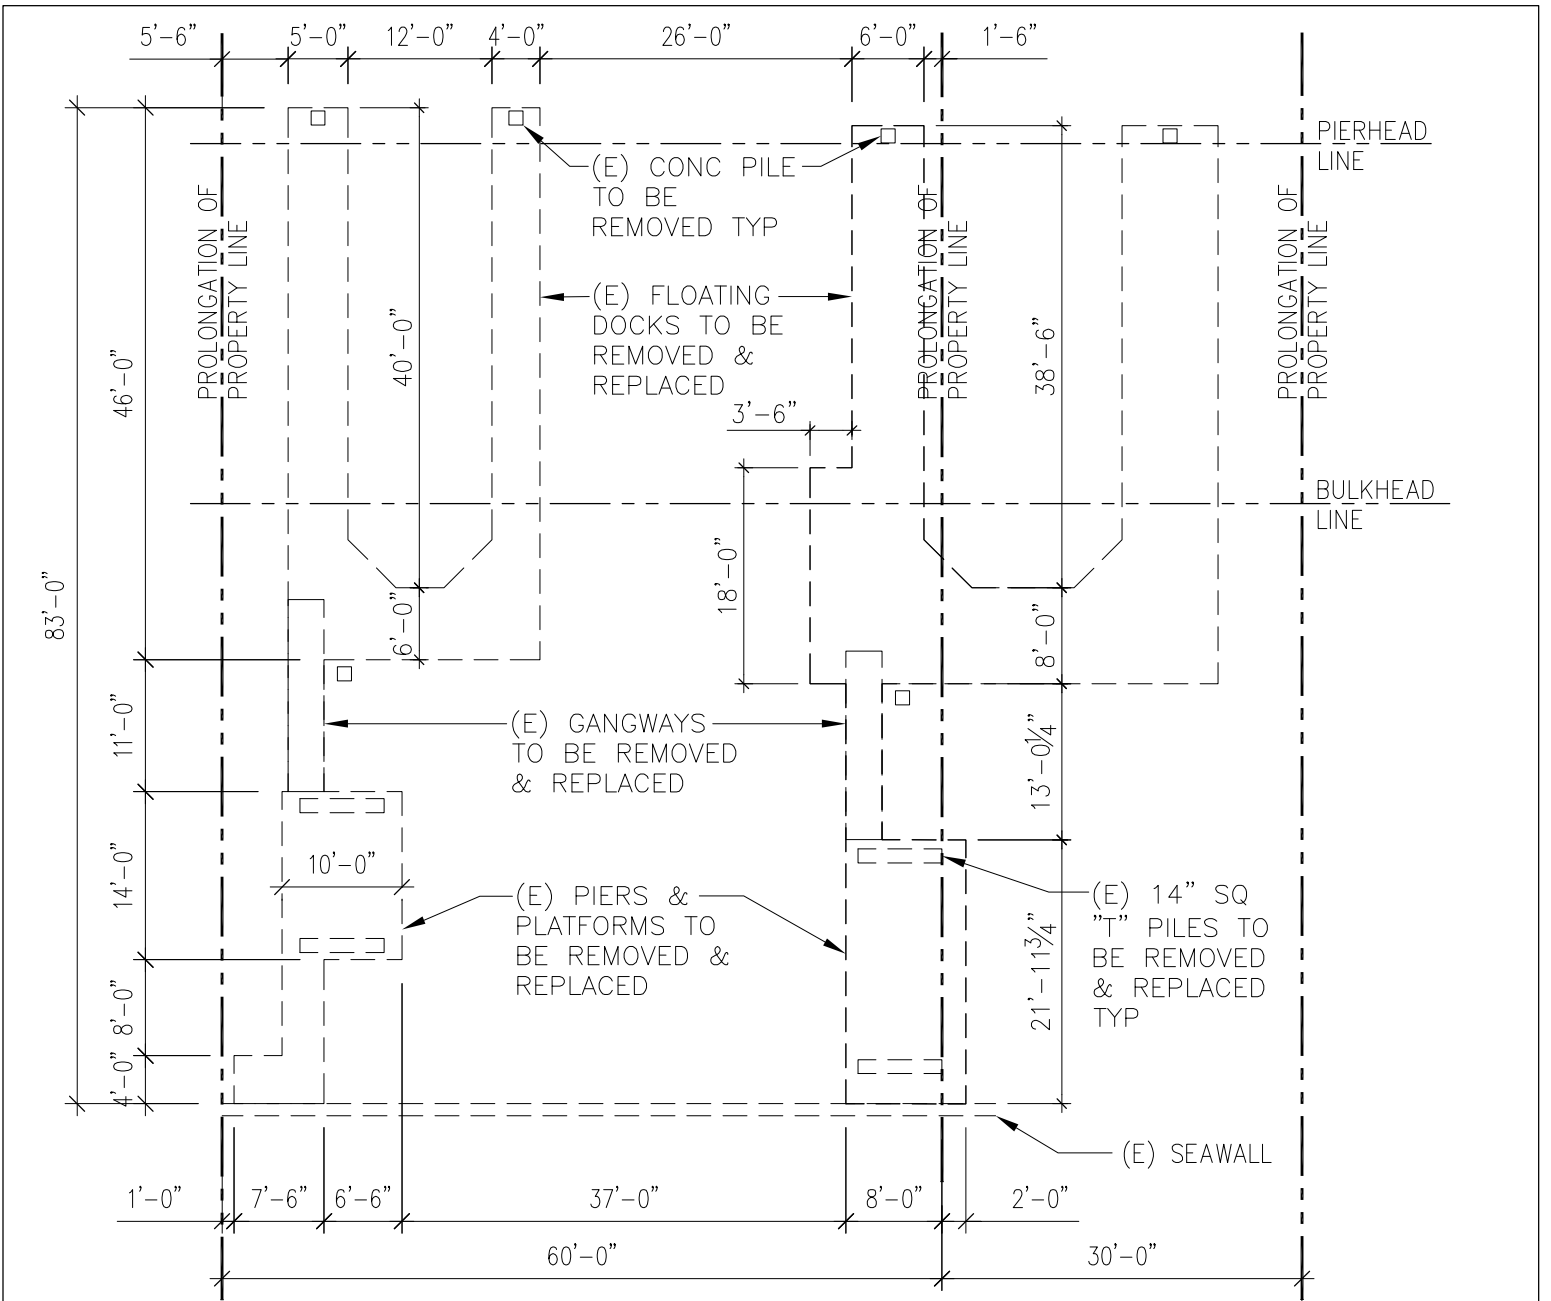 5'-6"
5'-0"
12'-0"
4'-0"
26'-0"
6'-0"
1'-6"
PIERHEAD
LINE
(E) CONC PILE
TO BE
REMOVED TYP
PROLONGATION OF
PROPERTY LINE
PROLONGATION OF
PROPERTY LINE
PROLONGATION OF
PROPERTY LINE
(E) FLOATING
DOCKS TO BE
REMOVED &
REPLACED
46'-0"
40'-0"
38'-6"
3'-6"
BULKHEAD
LINE
83'-0"
18'-0"
6'-0"
8'-0"
11'-0"
(E) GANGWAYS
TO BE REMOVED
& REPLACED
13'-0¼"
14'-0"
10'-0"
(E) PIERS &
PLATFORMS TO
BE REMOVED &
REPLACED
(E) 14" SQ
"T" PILES TO
BE REMOVED
& REPLACED
TYP
21'-11¾"
8'-0"
4'-0"
(E) SEAWALL
1'-0"
7'-6"
6'-6"
37'-0"
8'-0"
2'-0"
60'-0"
30'-0"